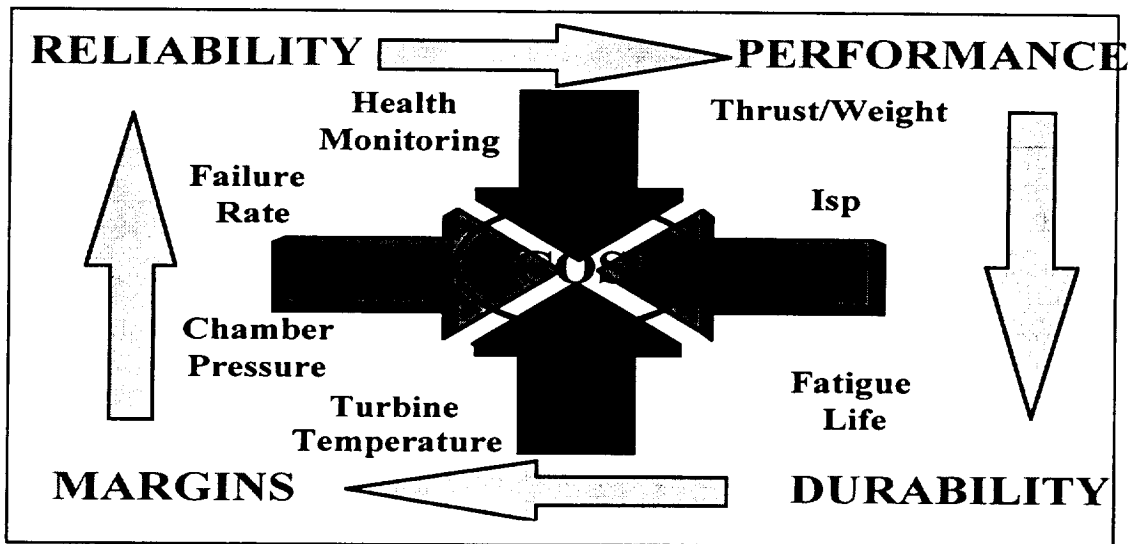 RELIABILITY
PERFORMANCE
Health
Monitoring
Thrust/Weight
Failure
Rate
Isp
Chamber
Pressure
Turbine
Temperature
Fatigue
Life
MARGINS
DURABILITY